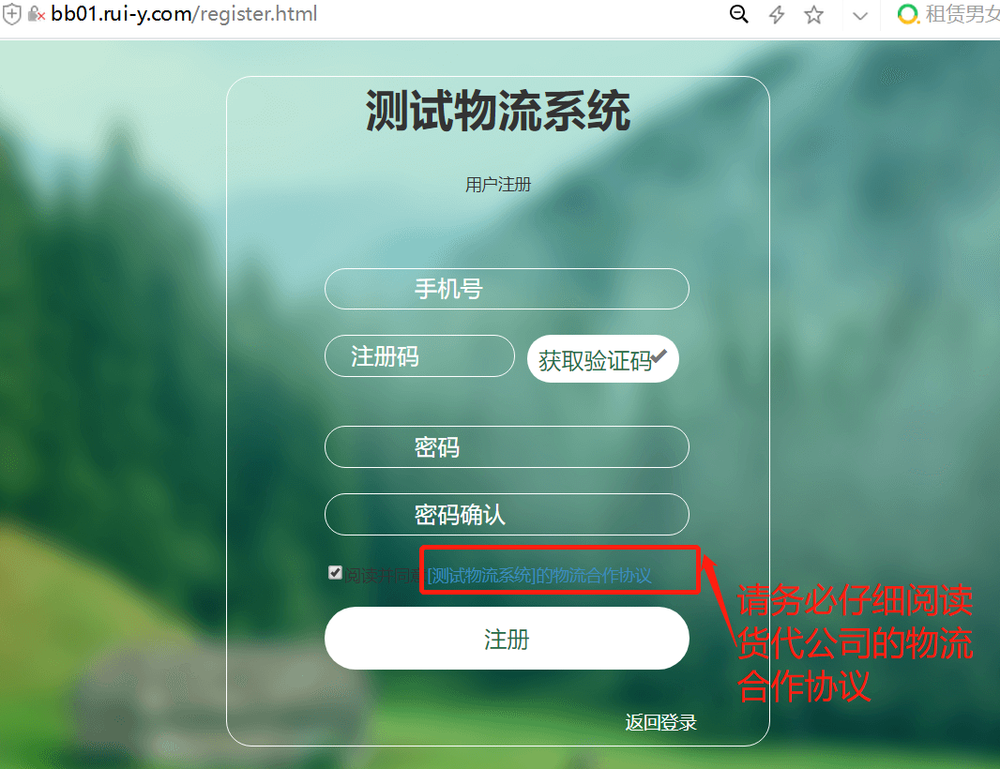 bb01.rui-y.com/register.html
租赁男女
测试物流系统
用户注册
手机号
注册码
获取验证码
密码
密码确认
阅读并同意[测试物流系统]的物流合作协议
请务必仔细阅读
货代公司的物流
合作协议
注册
返回登录